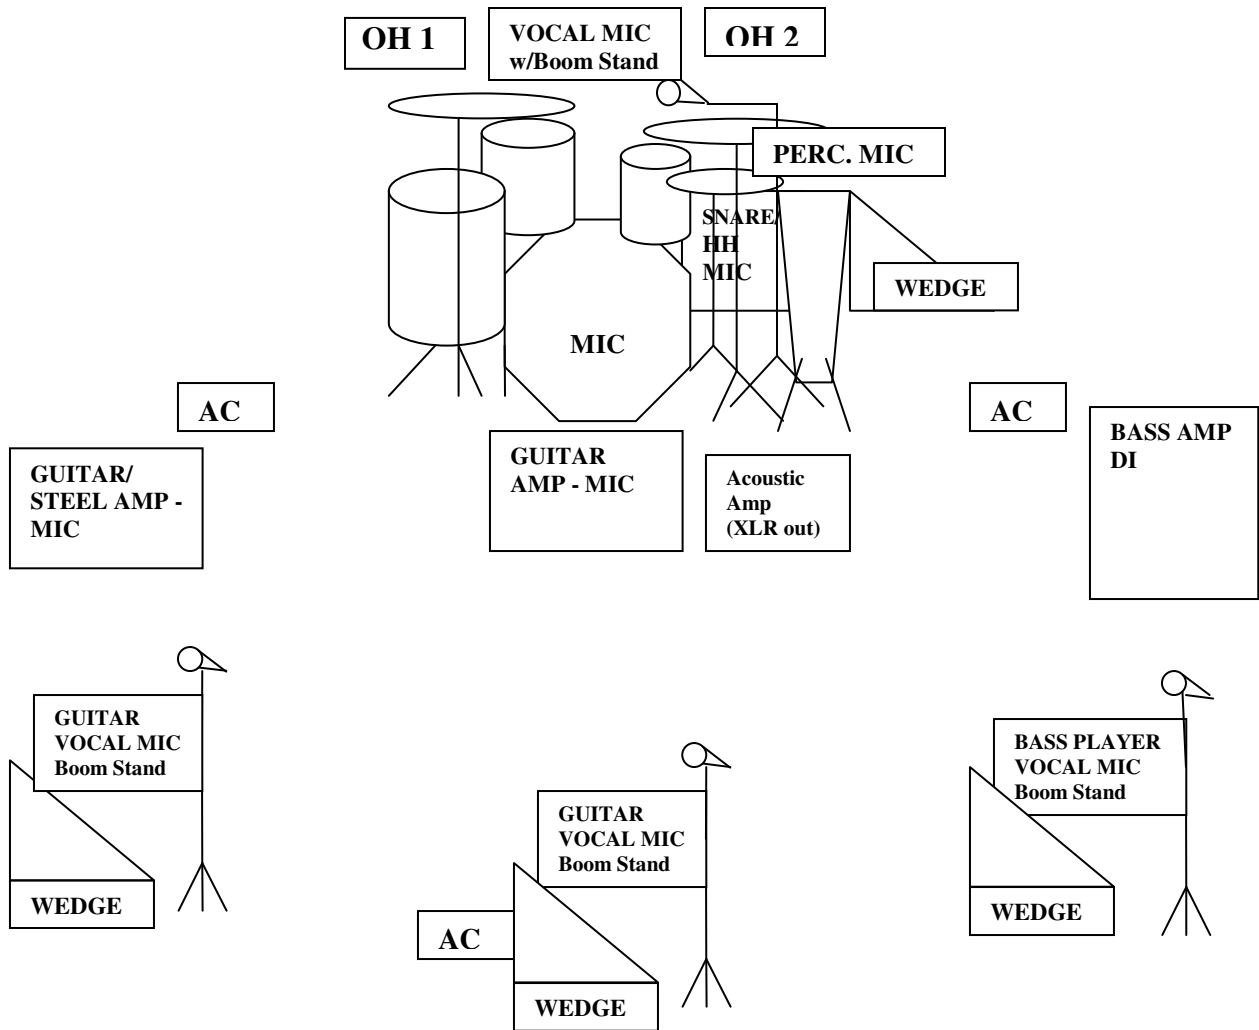 OH 1
VOCAL MIC
w/Boom Stand
OH 2
PERC. MIC
SNARE/
HH
MIC
WEDGE
MIC
AC
AC
GUITAR/
STEEL AMP -
MIC
GUITAR
AMP - MIC
Acoustic
Amp
(XLR out)
BASS AMP
DI
GUITAR
VOCAL MIC
Boom Stand
WEDGE
GUITAR
VOCAL MIC
Boom Stand
AC
WEDGE
BASS PLAYER
VOCAL MIC
Boom Stand
WEDGE